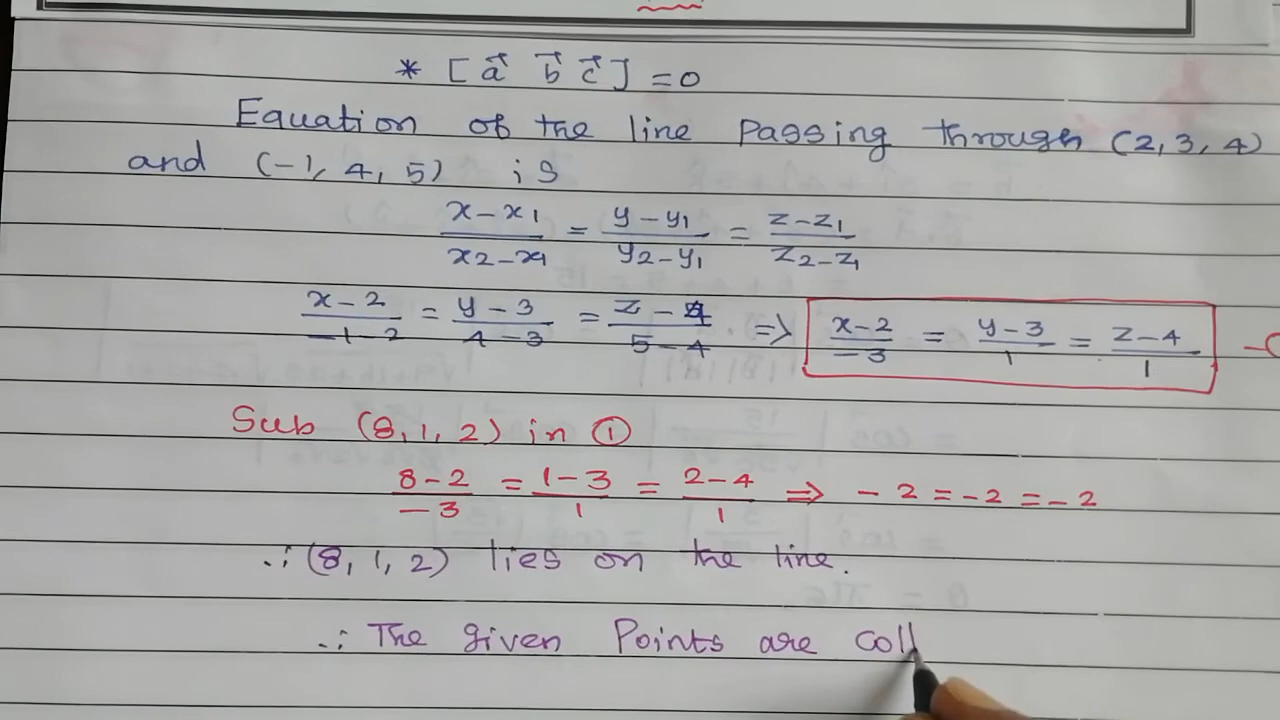 * [ a⃗ b⃗ c⃗ ] = 0
Equation of the line Passing through (2, 3, 4)
and (-1, 4, 5) is
(x - x₁)/(x₂ - x₁) = (y - y₁)/(y₂ - y₁) = (z - z₁)/(z₂ - z₁)
(x - 2)/(-1 - 2) = (y - 3)/(4 - 3) = (z - 4)/(5 - 4) ⇒ (x - 2)/-3 = (y - 3)/1 = (z - 4)/1
Sub (8, 1, 2) in ①
(8 - 2)/-3 = (1 - 3)/1 = (2 - 4)/1 ⇒ -2 = -2 = -2
∴ (8, 1, 2) lies on the line.
∴ The given Points are coll